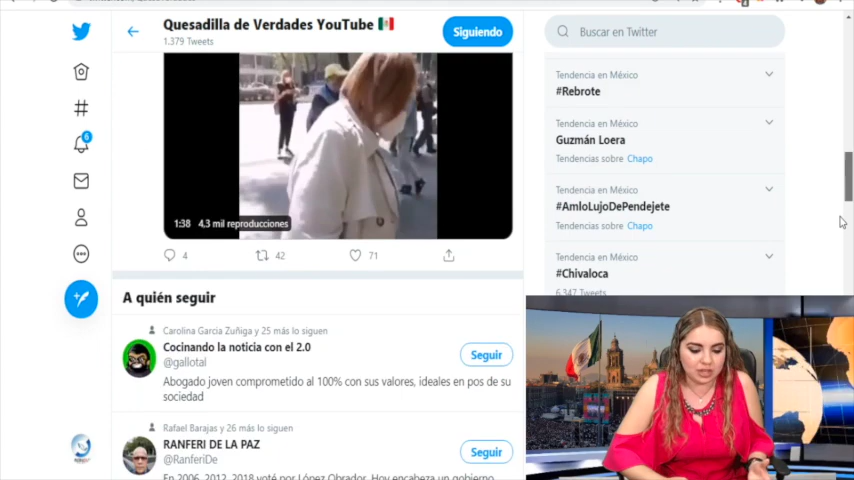 Quesadilla de Verdades YouTube
1.379 Tweets
Siguiendo
Buscar en Twitter
6
1:38 4,3 mil reproducciones
4
42
71
A quién seguir
Carolina Garcia Zuñiga y 25 más lo siguen
Cocinando la noticia con el 2.0
@gallotal
Seguir
Abogado joven comprometido al 100% con sus valores, ideales en pos de su
sociedad
Rafael Barajas y 26 más lo siguen
RANFERI DE LA PAZ
@RanferiDe
Seguir
En 2006, 2012, 2018 voté por López Obrador. Hoy encabeza un gobierno
Tendencia en México
#Rebrote
Tendencia en México
Guzmán Loera
Tendencias sobre Chapo
Tendencia en México
#AmloLujoDePendejete
Tendencias sobre Chapo
Tendencia en México
#Chivaloca
6.347 Tweets